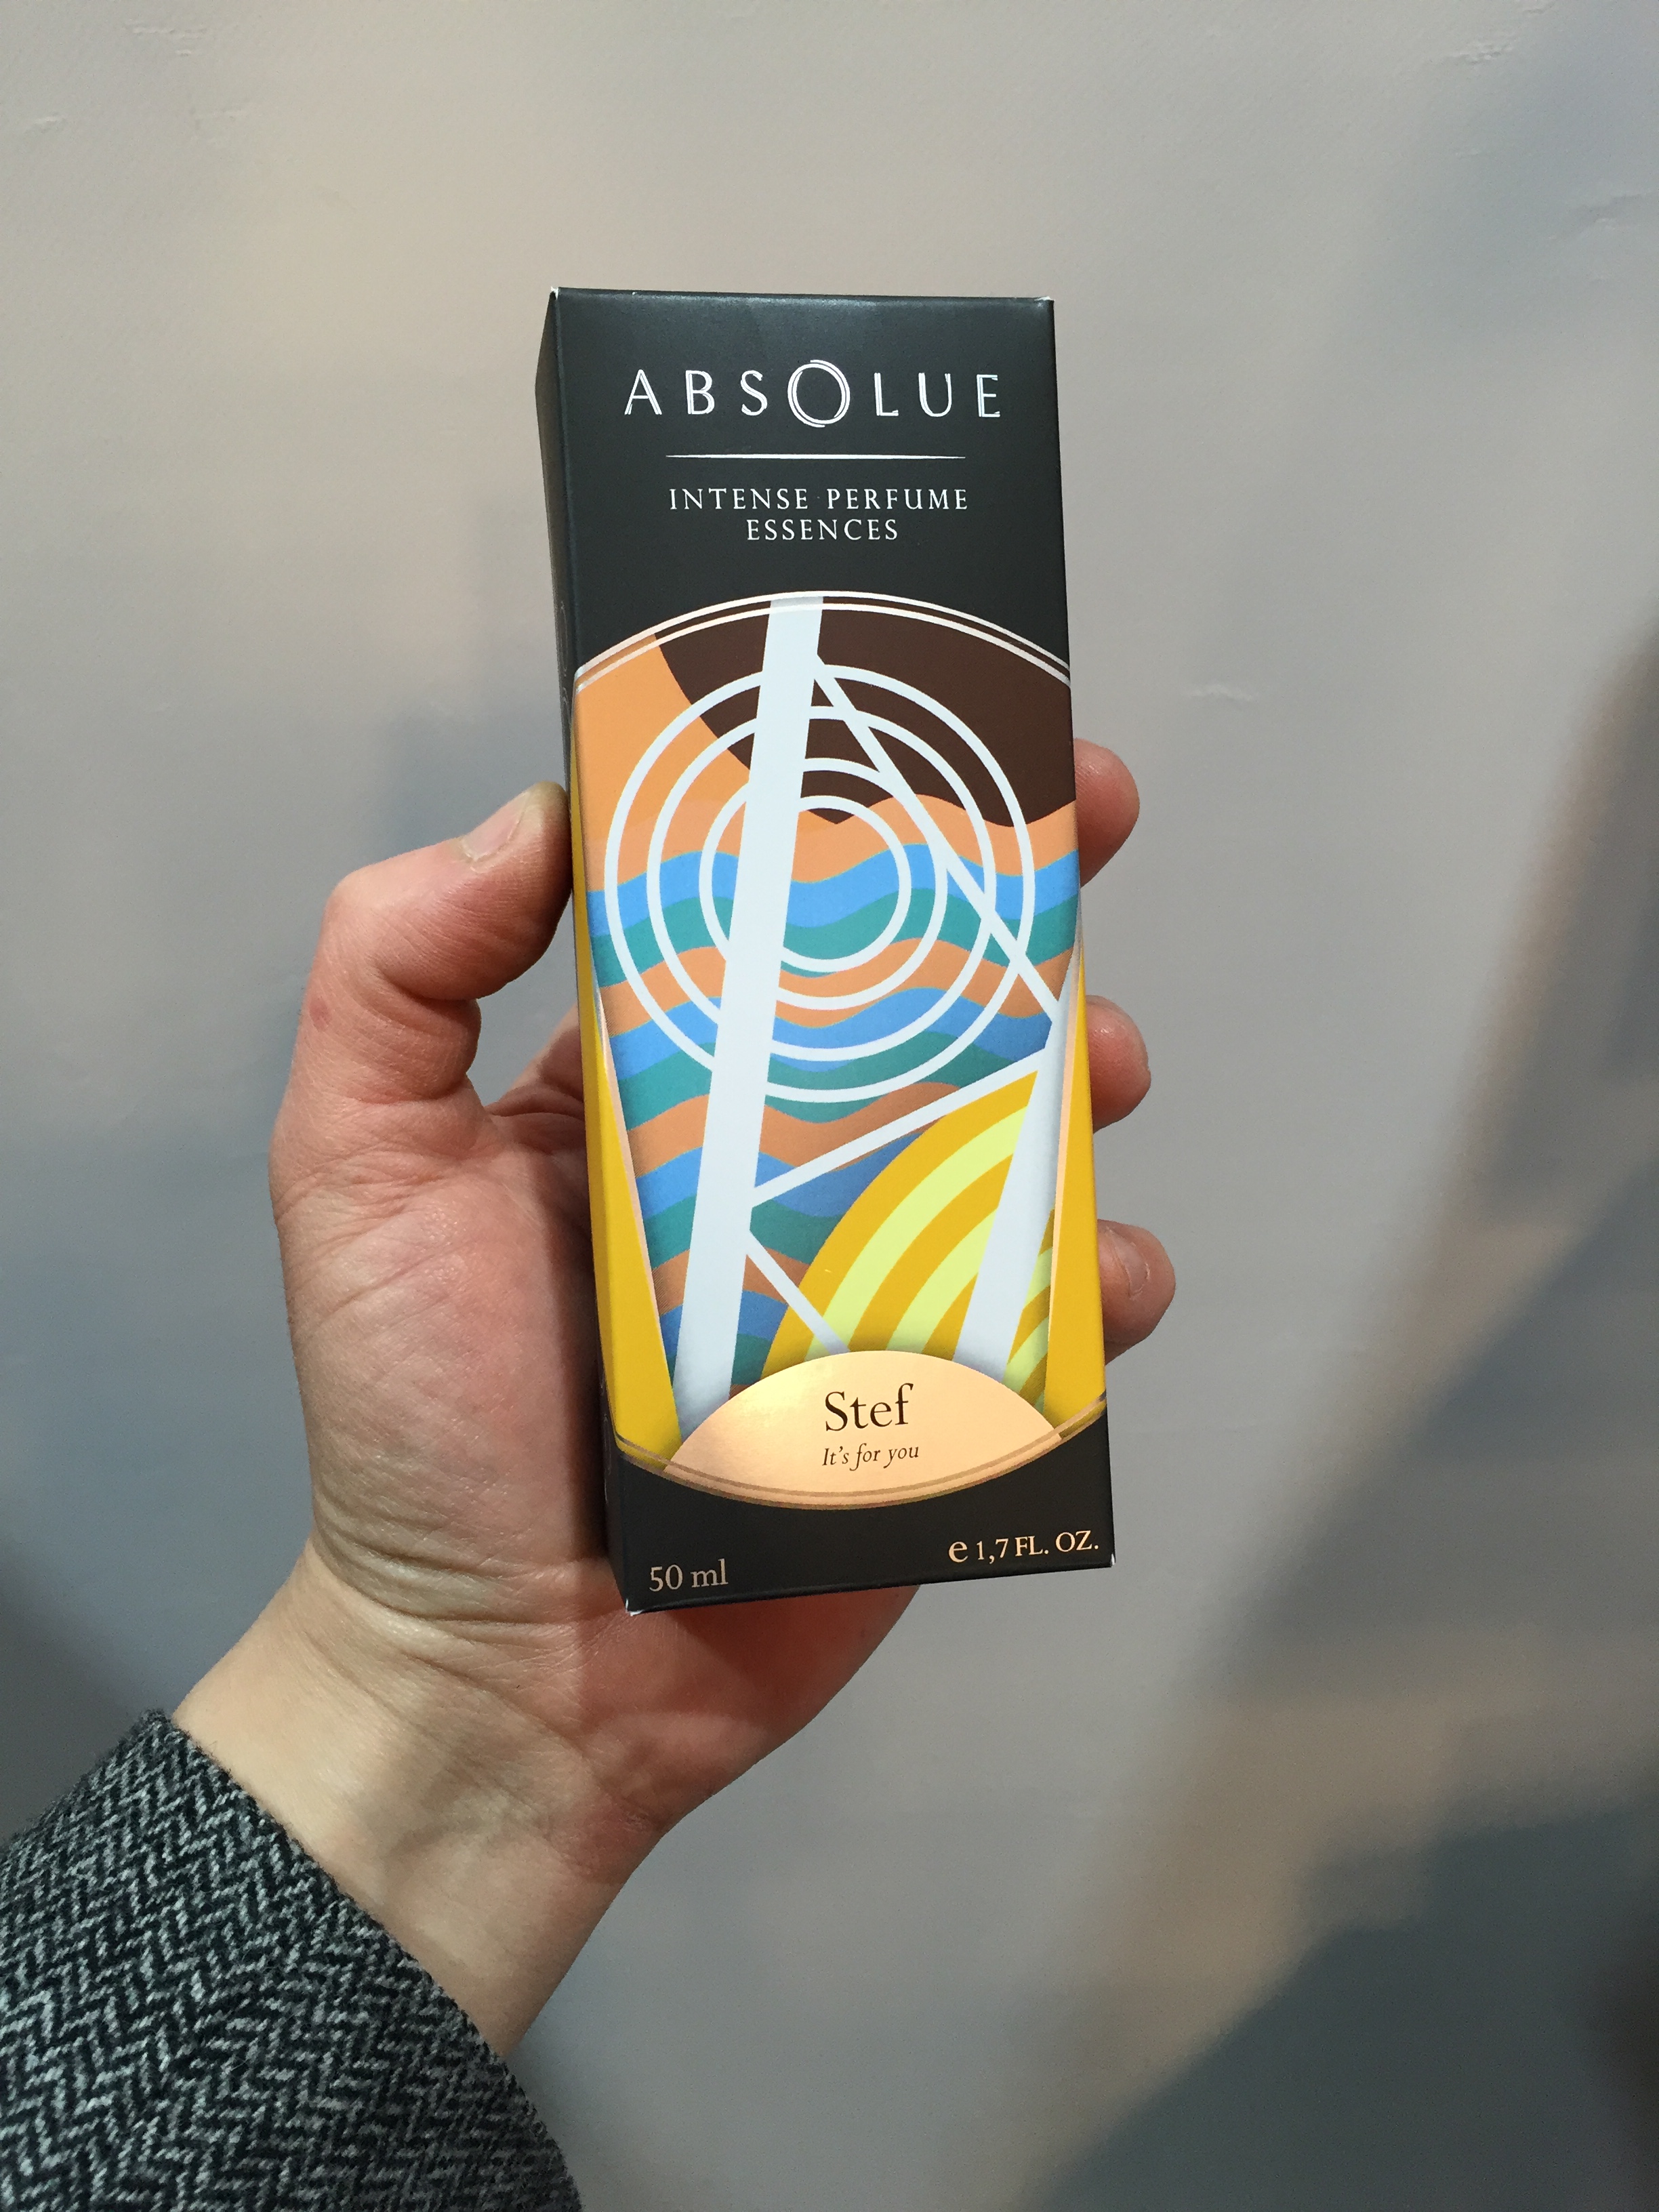 ABSOLUE
INTENSE PERFUME
ESSENCES
Stef
It's for you
50 ml
e 1,7 FL. OZ.